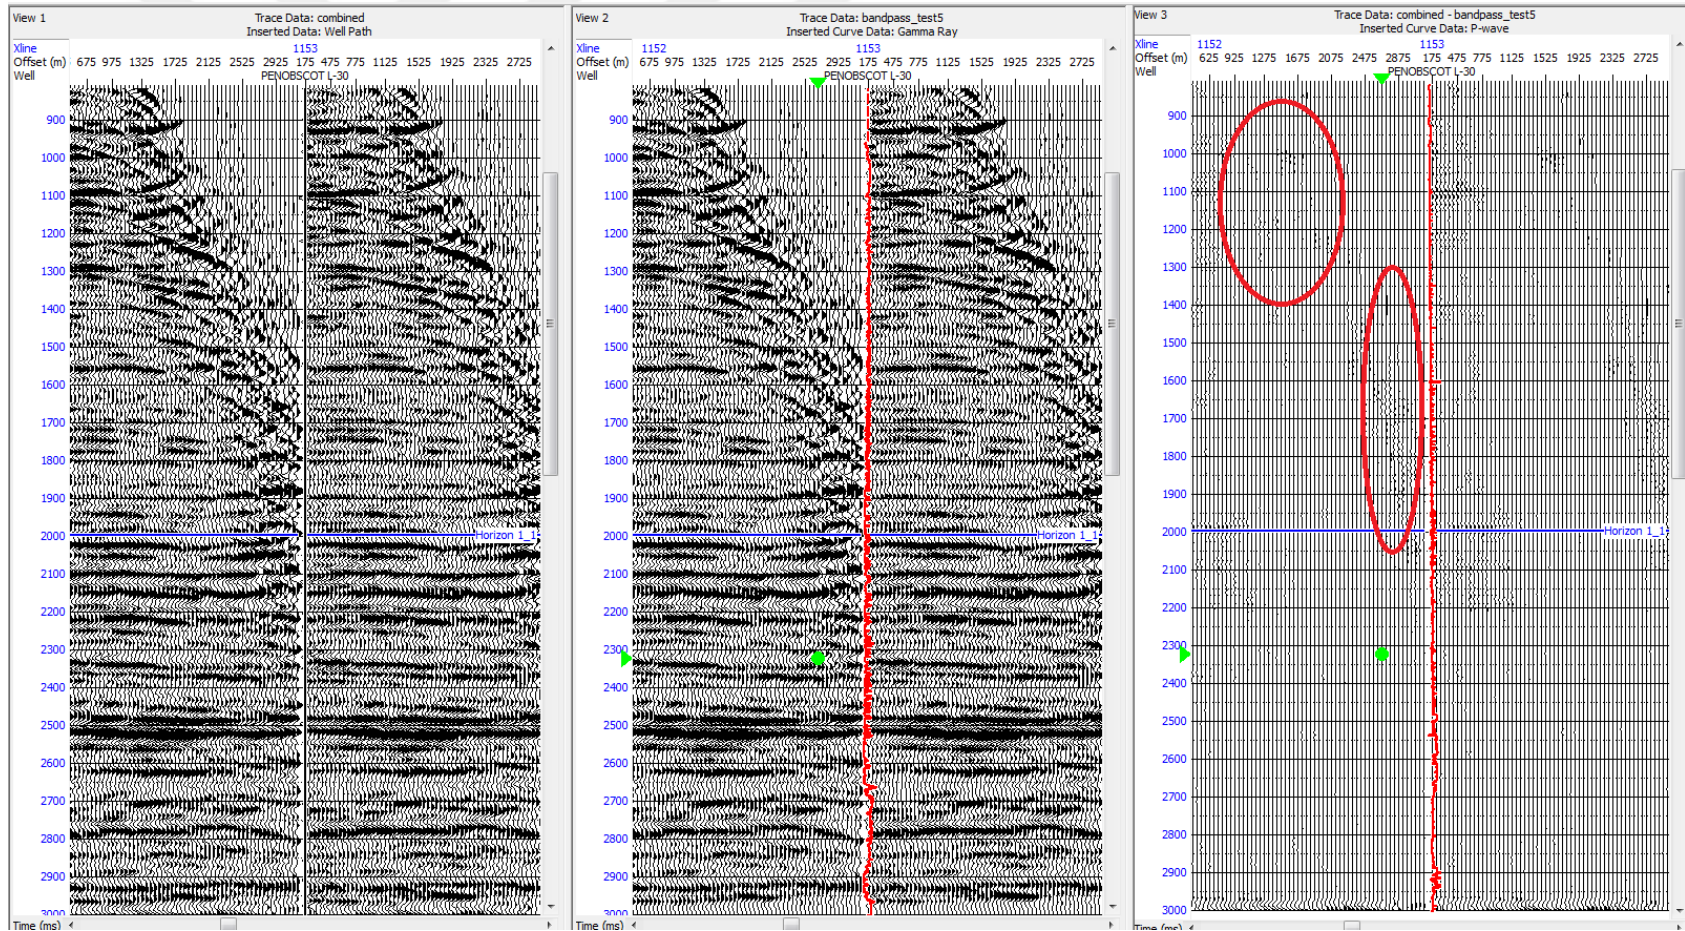 View 1
Trace Data: combined
Inserted Data: Well Path
Xline 1153
Offset (m) 675 975 1325 1725 2125 2525 175 325 725 1125 1525 1925 2325 2725
Well PENOBSCOT L-30
900
1000
1100
1200
1300
1400
1500
1600
1700
1800
1900
2000 Horizon 1_1
2100
2200
2300
2400
2500
2600
2700
2800
2900
3000
Time (ms)
View 2
Trace Data: bandpass_test5
Inserted Curve Data: Gamma Ray
Xline 1152 1153
Offset (m) 675 975 1325 1725 2125 2525 2925 175 325 725 1125 1525 1925 2325 2725
Well PENOBSCOT L-30
900
1000
1100
1200
1300
1400
1500
1600
1700
1800
1900
2000 Horizon 1_1
2100
2200
2300
2400
2500
2600
2700
2800
2900
3000
Time (ms)
View 3
Trace Data: combined - bandpass_test5
Inserted Curve Data: P-wave
Xline 1152 1153
Offset (m) 625 925 1275 1675 2075 2475 2875 175 475 775 1125 1525 1925 2325 2725
Well PENOBSCOT L-30
900
1000
1100
1200
1300
1400
1500
1600
1700
1800
1900
2000 Horizon 1_1
2100
2200
2300
2400
2500
2600
2700
2800
2900
3000
Time (ms)